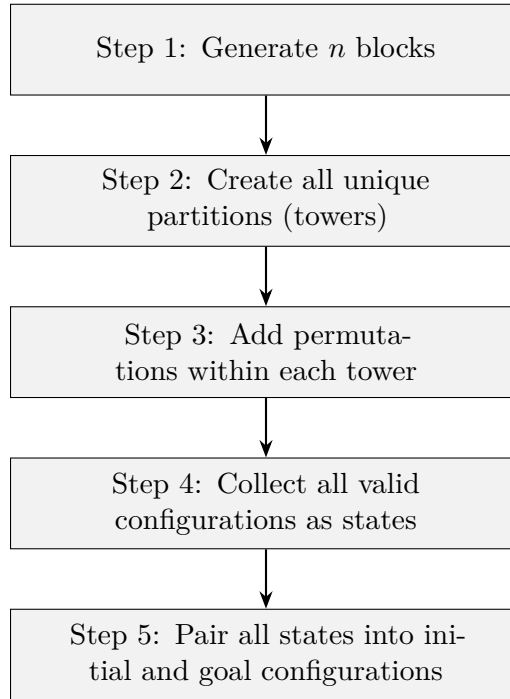 Step 1: Generate n blocks
Step 2: Create all unique
partitions (towers)
Step 3: Add permuta-
tions within each tower
Step 4: Collect all valid
configurations as states
Step 5: Pair all states into ini-
tial and goal configurations